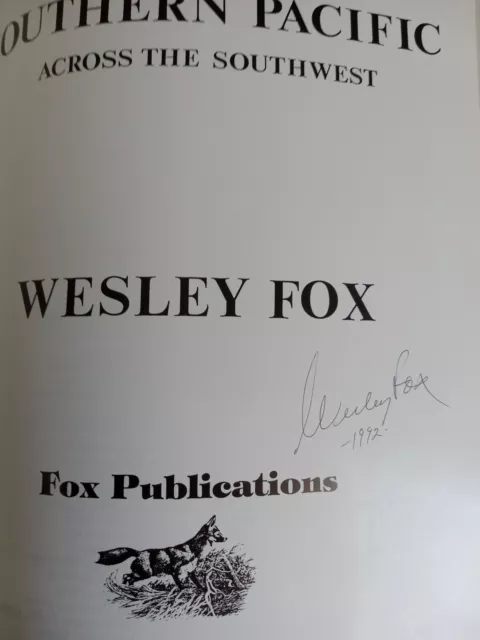 OUTHERN PACIFIC
ACROSS THE SOUTHWEST
WESLEY FOX
Wesley Fox
-1992-
Fox Publications